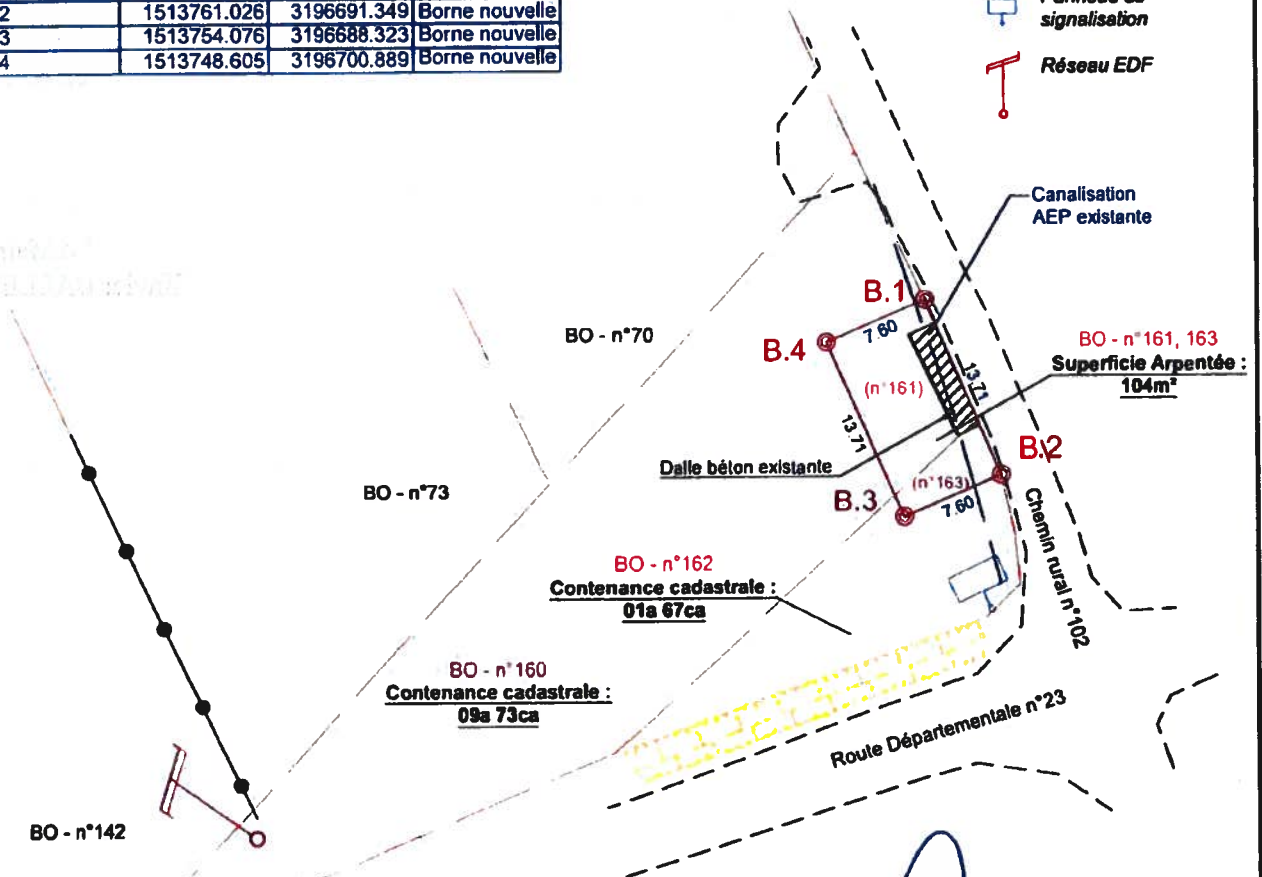 2 1513761.026 3196691.349 Borne nouvelle
3 1513754.076 3196688.323 Borne nouvelle
4 1513748.605 3196700.889 Borne nouvelle
signalisation
Réseau EDF
Canalisation
AEP existante
B.1
7.60
BO - n°70
B.4
BO - n°161, 163
Superficie Arpentée :
104m²
(n°161)
13.71
13.71
B.2
Dalle béton existante
(n°163)
BO - n°73
B.3
7.60
Chemin rural n°102
BO - n°162
Contenance cadastrale :
01a 67ca
BO - n°160
Contenance cadastrale :
09a 73ca
Route Départementale n°23
BO - n°142